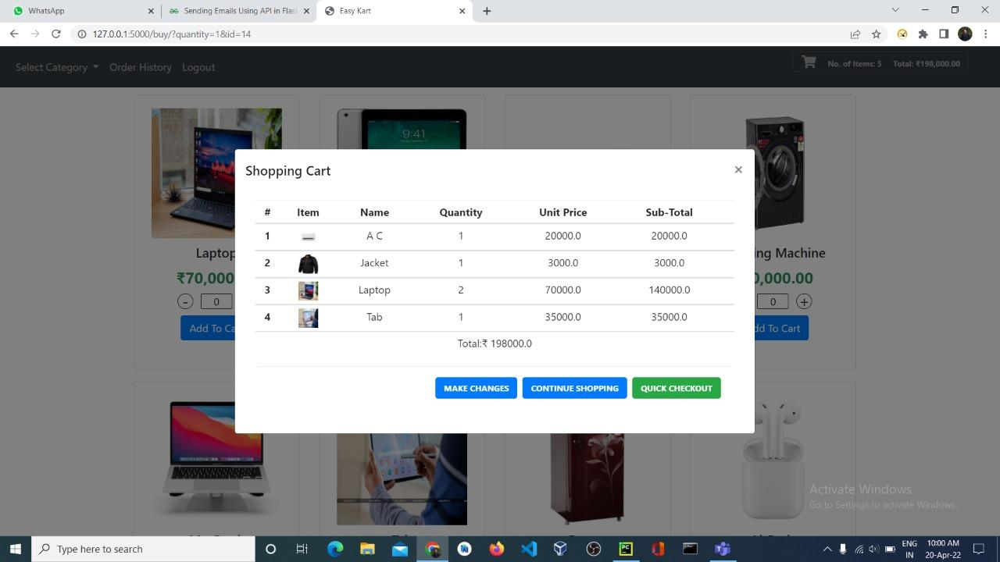 WhatsApp
Sending Emails Using API in Flas
Easy Kart
127.0.0.1:5000/buy/?quantity=1&id=14
Select Category Order History Logout
No. of Items: 5 Total: ₹198,000.00
9:41
Shopping Cart ×
# Item Name Quantity Unit Price Sub-Total
1 A C 1 20000.0 20000.0
2 Jacket 1 3000.0 3000.0
3 Laptop 2 70000.0 140000.0
4 Tab 1 35000.0 35000.0
Total:₹ 198000.0
MAKE CHANGES CONTINUE SHOPPING QUICK CHECKOUT
Laptop
₹70,000
- 0
Add To Ca
ing Machine
0,000.00
0 +
dd To Cart
Activate Windows
Go to Settings to activate Windows.
Type here to search
ENG
IN
10:00 AM
20-Apr-22